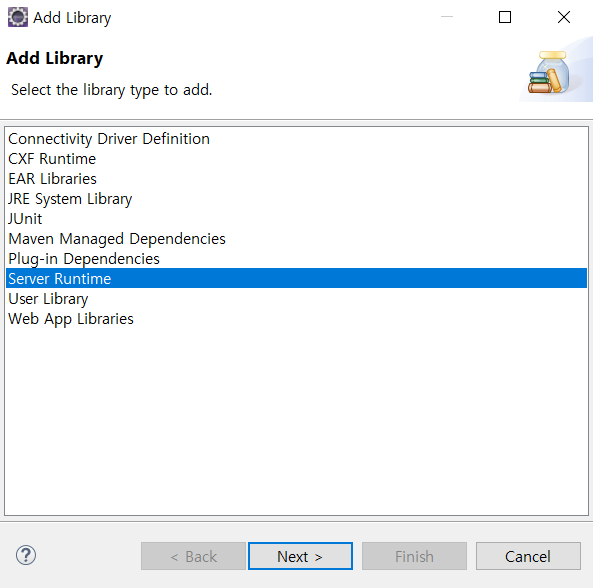 Add Library
Add Library
Select the library type to add.
Connectivity Driver Definition
CXF Runtime
EAR Libraries
JRE System Library
JUnit
Maven Managed Dependencies
Plug-in Dependencies
Server Runtime
User Library
Web App Libraries
? < Back Next > Finish Cancel